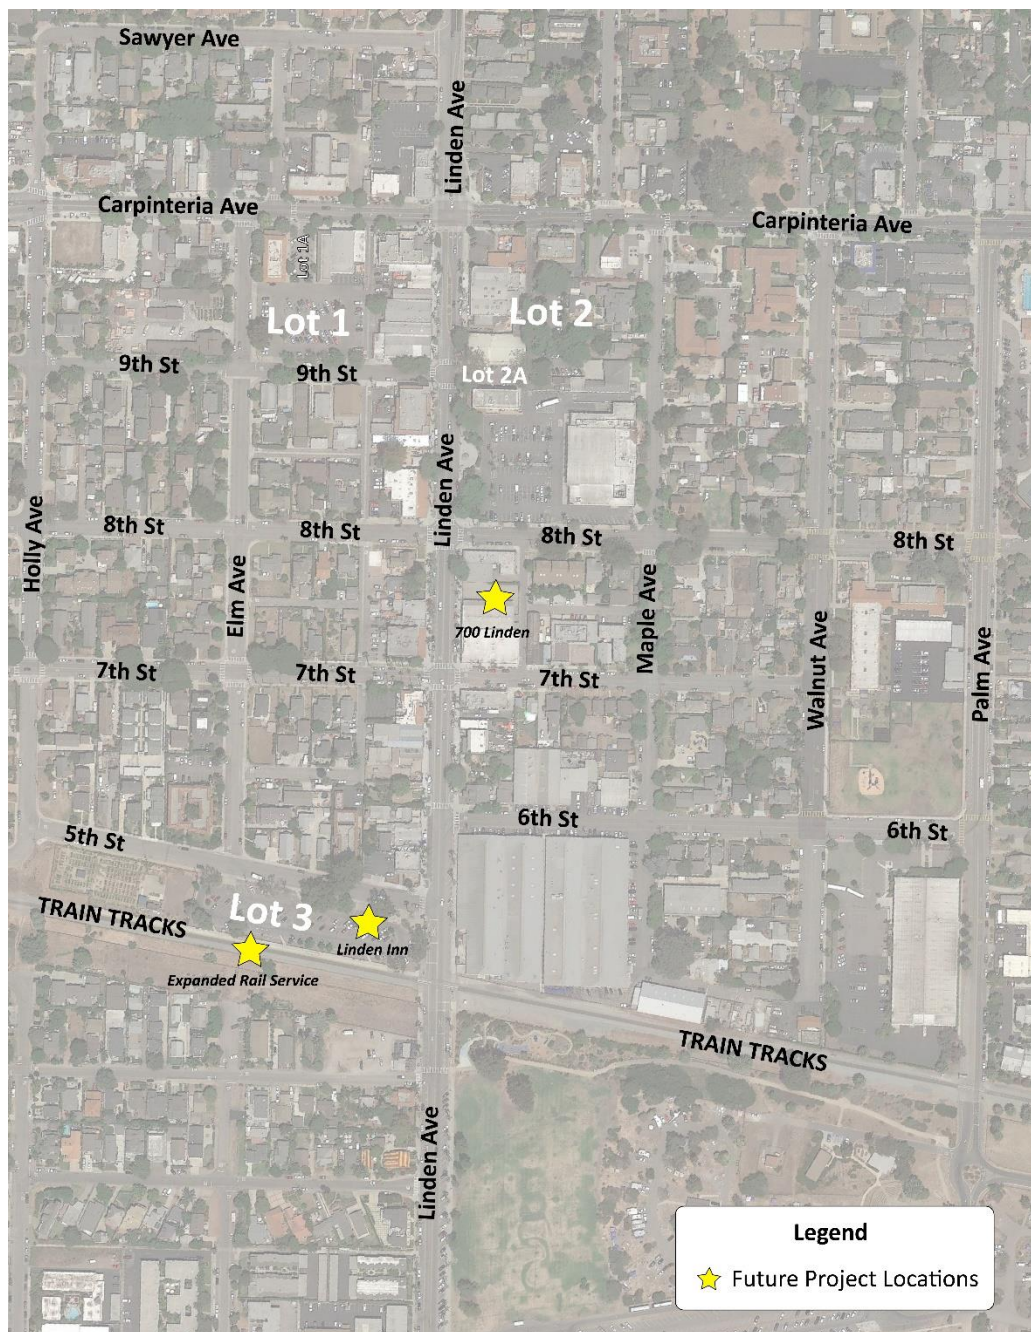 Sawyer Ave
Linden Ave
Carpinteria Ave
Carpinteria Ave
Lot 1A
Lot 1
Lot 2
9th St
9th St
Lot 2A
Linden Ave
Holly Ave
8th St
8th St
8th St
8th St
Elm Ave
700 Linden
Maple Ave
Walnut Ave
Palm Ave
7th St
7th St
7th St
6th St
6th St
5th St
TRAIN TRACKS
Lot 3
Linden Inn
Expanded Rail Service
TRAIN TRACKS
Linden Ave
Legend
Future Project Locations